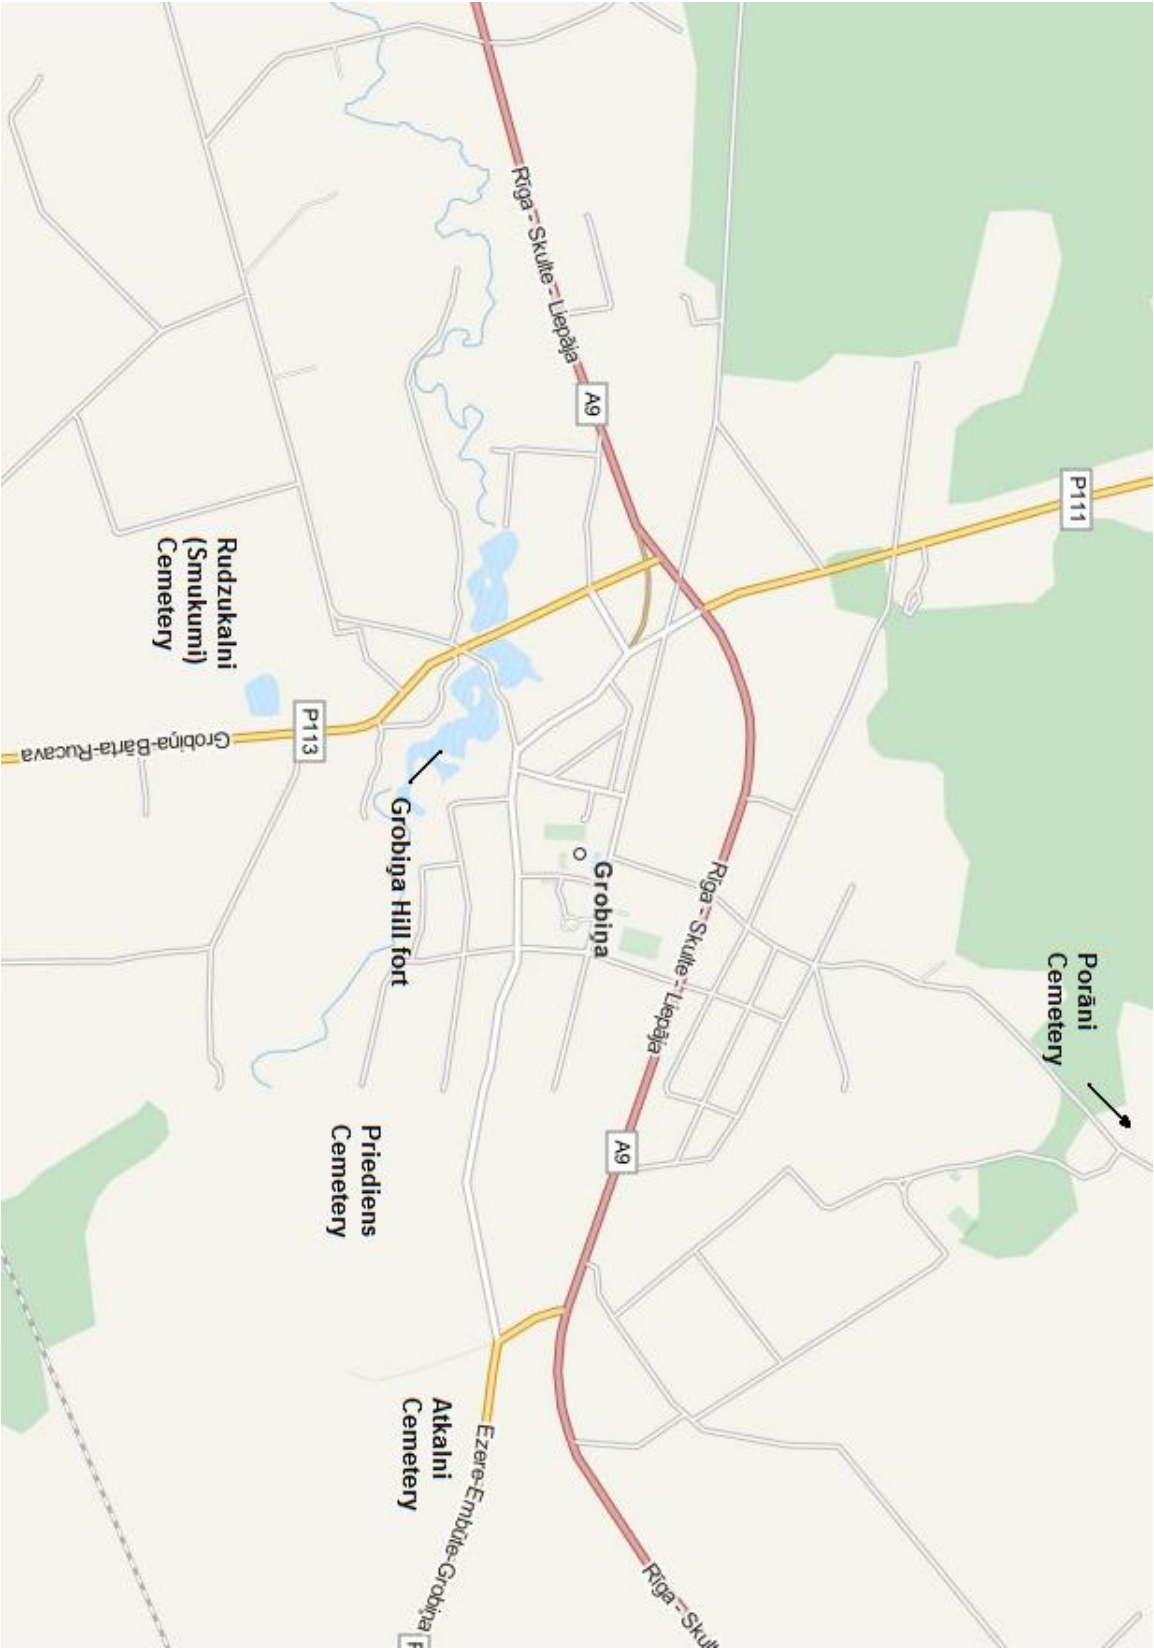 Rīga - Skulte - Liepāja
A9
P111
Rudzukalni
(Smukumi)
Cemetery
P113
Grobiņa-Bārta-Rucava
Grobiņa Hill fort
Grobiņa
Rīga - Skulte - Liepāja
Porāni
Cemetery
A9
Priediens
Cemetery
Atkalni
Cemetery
Ezere-Embūte-Grobiņa
Rīga - Skult